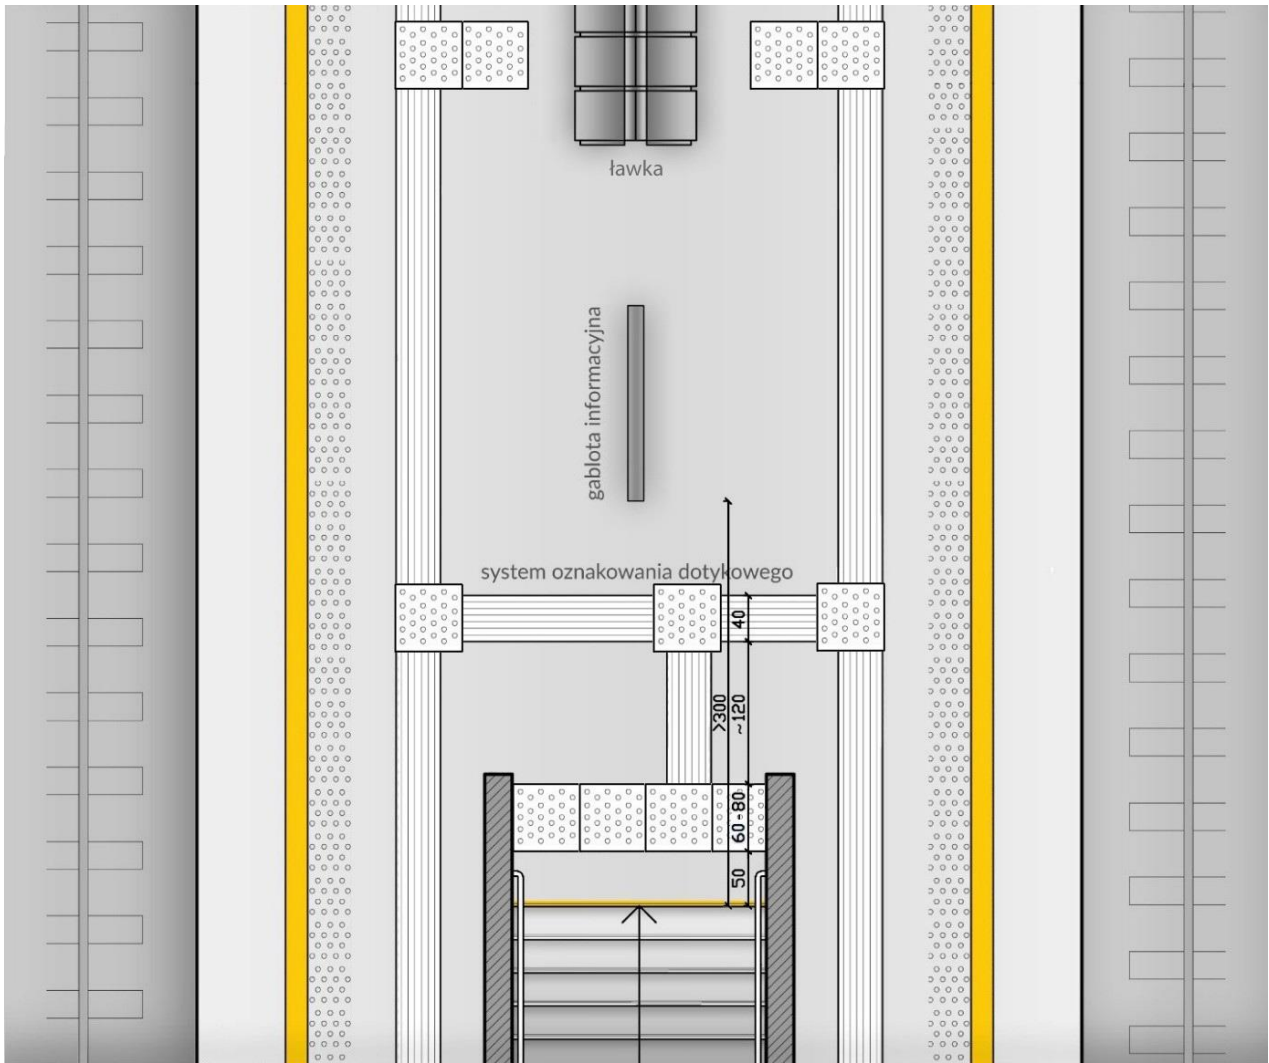 ławka
gablota informacyjna
system oznakowania dotykowego
40
>300
~120
60-80
50